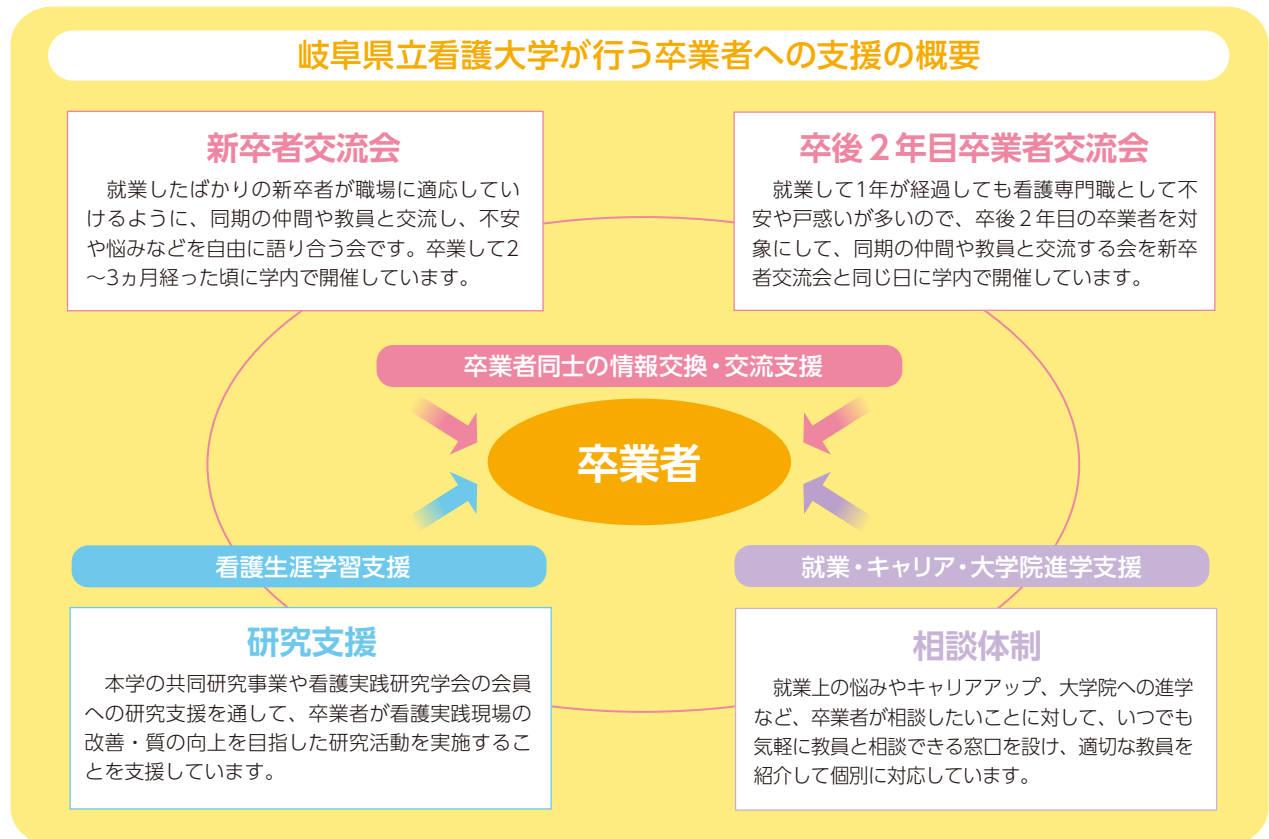 岐阜県立看護大学が行う卒業者への支援の概要
新卒者交流会
就業したばかりの新卒者が職場に適応してい
けるように、同期の仲間や教員と交流し、不安
や悩みなどを自由に語り合う会です。卒業して2
～3ヵ月経った頃に学内で開催しています。
卒後2年目卒業者交流会
就業して1年が経過しても看護専門職として不
安や戸惑いが多いので、卒後2年目の卒業者を対
象にして、同期の仲間や教員と交流する会を新卒
者交流会と同じ日に学内で開催しています。
卒業者同士の情報交換・交流支援
卒業者
看護生涯学習支援
研究支援
本学の共同研究事業や看護実践研究学会の会員
への研究支援を通して、卒業者が看護実践現場の
改善・質の向上を目指した研究活動を実施するこ
とを支援しています。
就業・キャリア・大学院進学支援
相談体制
就業上の悩みやキャリアアップ、大学院への進学
など、卒業者が相談したいことに対して、いつでも
気軽に教員と相談できる窓口を設け、適切な教員を
紹介して個別に対応しています。